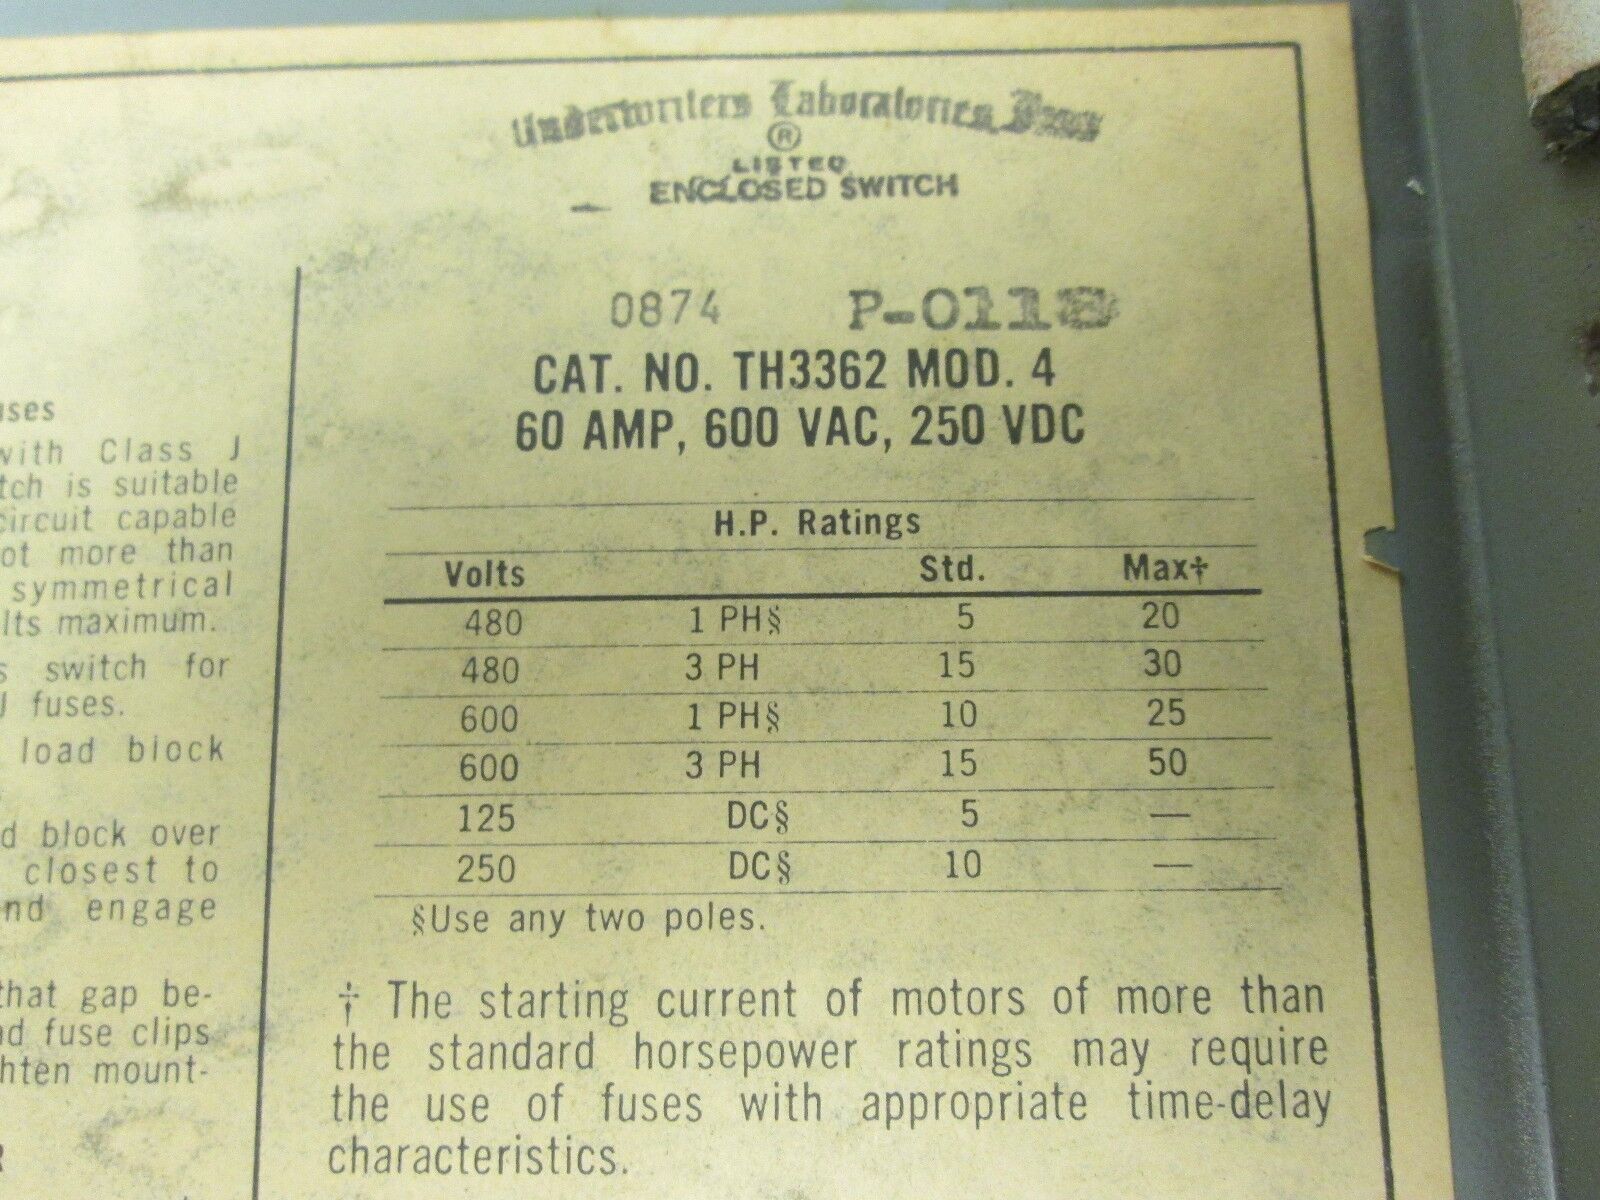 Underwriters Laboratories, Inc.
®
LISTED
ENCLOSED SWITCH
0874 P-011
CAT. NO. TH3362 MOD. 4
60 AMP, 600 VAC, 250 VDC
H.P. Ratings
Volts Std. Max†
480 1 PH§ 5 20
480 3 PH 15 30
600 1 PH§ 10 25
600 3 PH 15 50
125 DC§ 5 —
250 DC§ 10 —
§Use any two poles.
† The starting current of motors of more than
the standard horsepower ratings may require
the use of fuses with appropriate time-delay
characteristics.
uses
with Class J
tch is suitable
circuit capable
ot more than
symmetrical
lts maximum.
s switch for
J fuses.
load block
d block over
closest to
nd engage
that gap be-
nd fuse clips
hten mount-
R